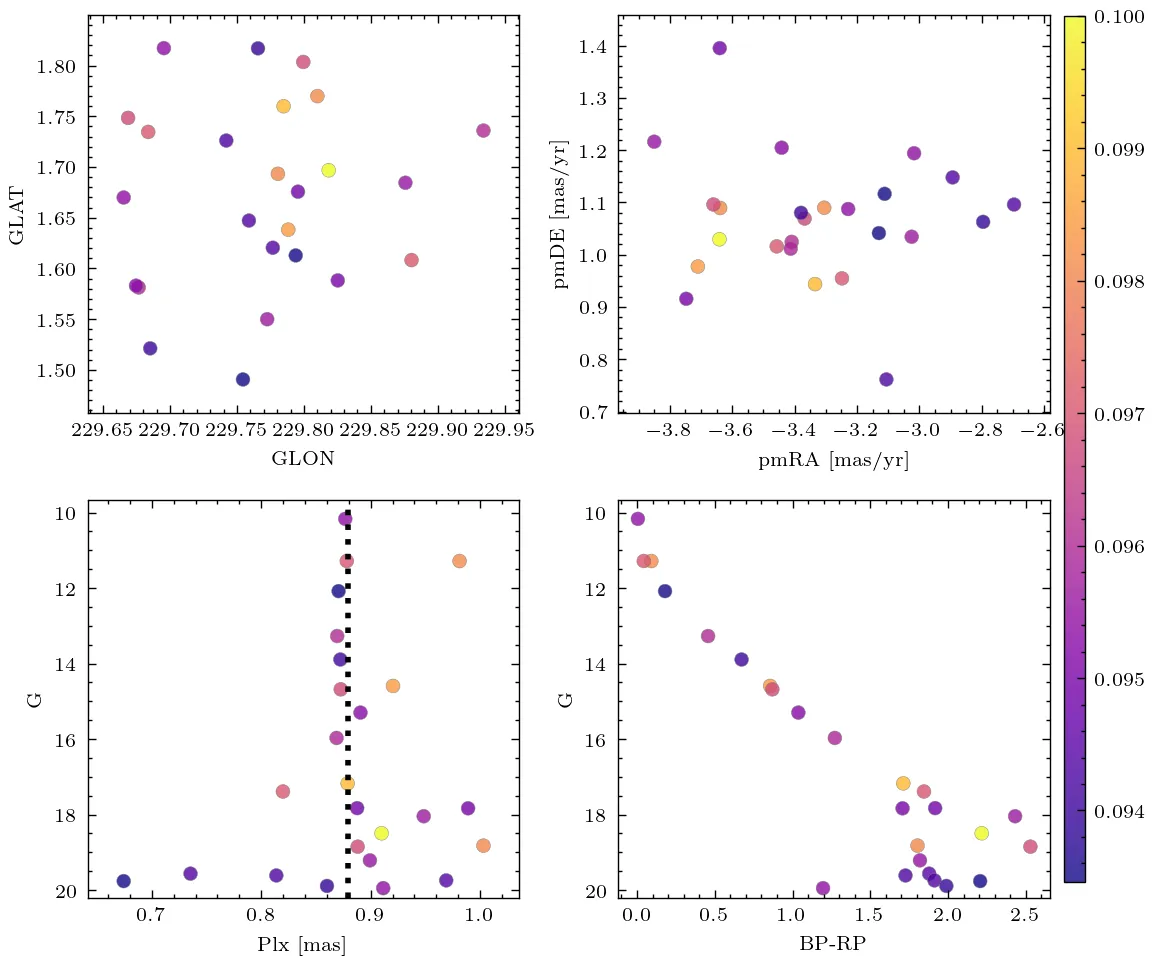 1.80
1.75
1.70
1.65
1.60
1.55
1.50
GLAT
229.65 229.70 229.75 229.80 229.85 229.90 229.95
GLON
1.4
1.3
1.2
1.1
1.0
0.9
0.8
0.7
pmDE [mas/yr]
−3.8 −3.6 −3.4 −3.2 −3.0 −2.8 −2.6
pmRA [mas/yr]
10
12
14
16
18
20
G
0.7 0.8 0.9 1.0
Plx [mas]
10
12
14
16
18
20
G
0.0 0.5 1.0 1.5 2.0 2.5
BP-RP
0.100
0.099
0.098
0.097
0.096
0.095
0.094